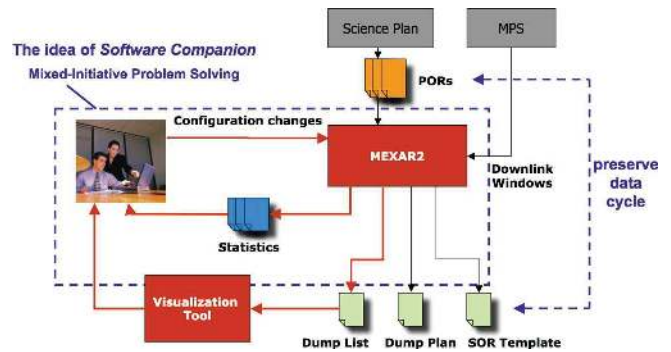 Science Plan
MPS
The idea of Software Companion
Mixed-Initiative Problem Solving
PORs
Configuration changes
MEXAR2
Downlink
Windows
preserve
data
cycle
Statistics
Visualization
Tool
Dump List
Dump Plan
SOR Template